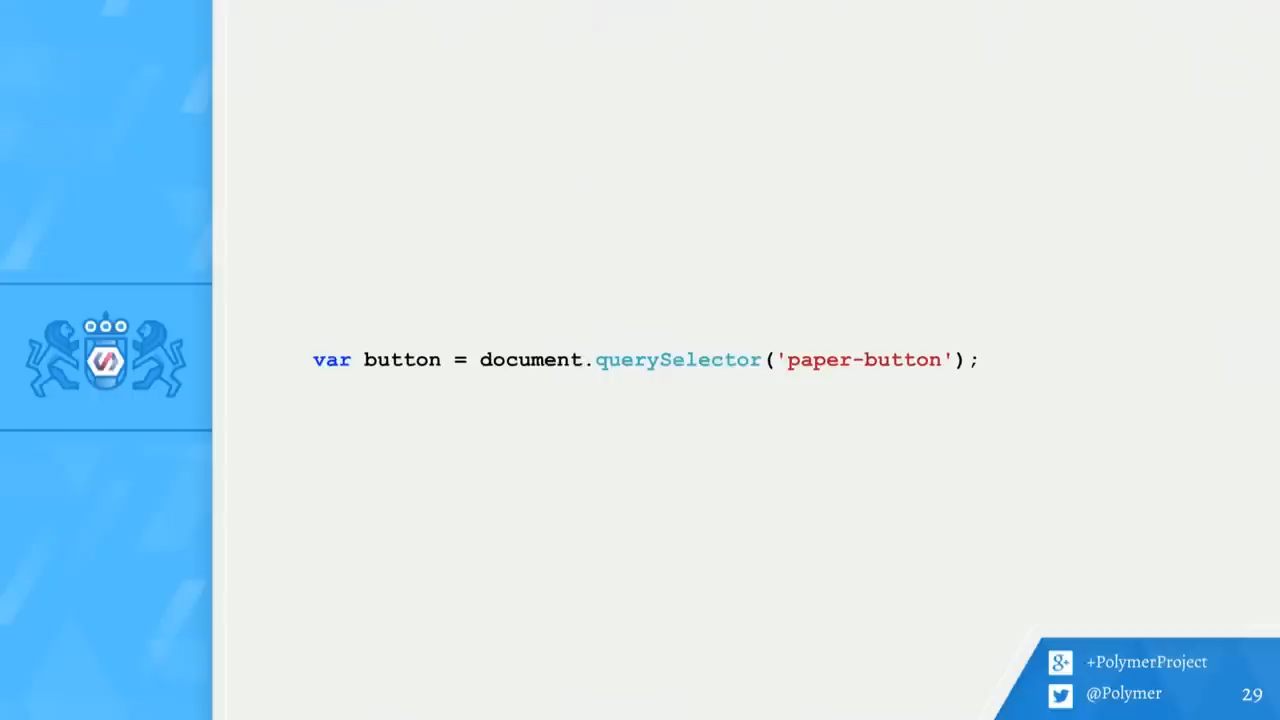 var button = document.querySelector('paper-button');
+PolymerProject
@Polymer
29